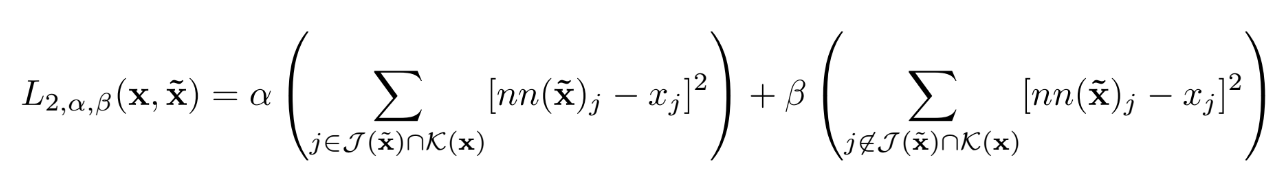 L_{2,\alpha,\beta}(\mathbf{x}, \mathbf{\tilde{x}}) = \alpha \left( \sum_{j \in \mathcal{J}(\mathbf{\tilde{x}}) \cap \mathcal{K}(\mathbf{x})} [nn(\mathbf{\tilde{x}})_j - x_j]^2 \right) + \beta \left( \sum_{j \notin \mathcal{J}(\mathbf{\tilde{x}}) \cap \mathcal{K}(\mathbf{x})} [nn(\mathbf{\tilde{x}})_j - x_j]^2 \right)